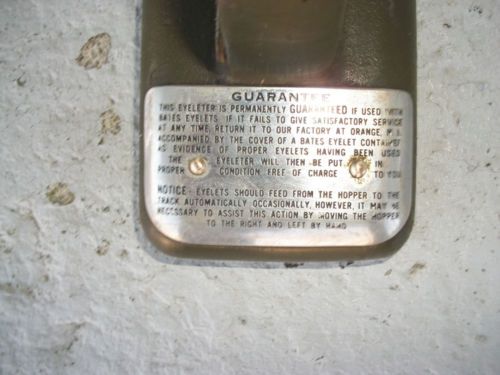 GUARANTEE
THIS EYELETER IS PERMANENTLY GUARANTEED IF USED WITH
BATES EYELETS. IF IT FAILS TO GIVE SATISFACTORY SERVICE
AT ANY TIME, RETURN IT TO OUR FACTORY AT ORANGE, N.J.
ACCOMPANIED BY THE COVER OF A BATES EYELET CONTAINER
AS EVIDENCE OF PROPER EYELETS HAVING BEEN USED
THE EYELETER WILL THEN BE PUT IN
PROPER CONDITION FREE OF CHARGE TO YOU
NOTICE - EYELETS SHOULD FEED FROM THE HOPPER TO THE
TRACK AUTOMATICALLY OCCASIONALLY, HOWEVER, IT MAY BE
NECESSARY TO ASSIST THIS ACTION BY MOVING THE HOPPER
TO THE RIGHT AND LEFT BY HAND